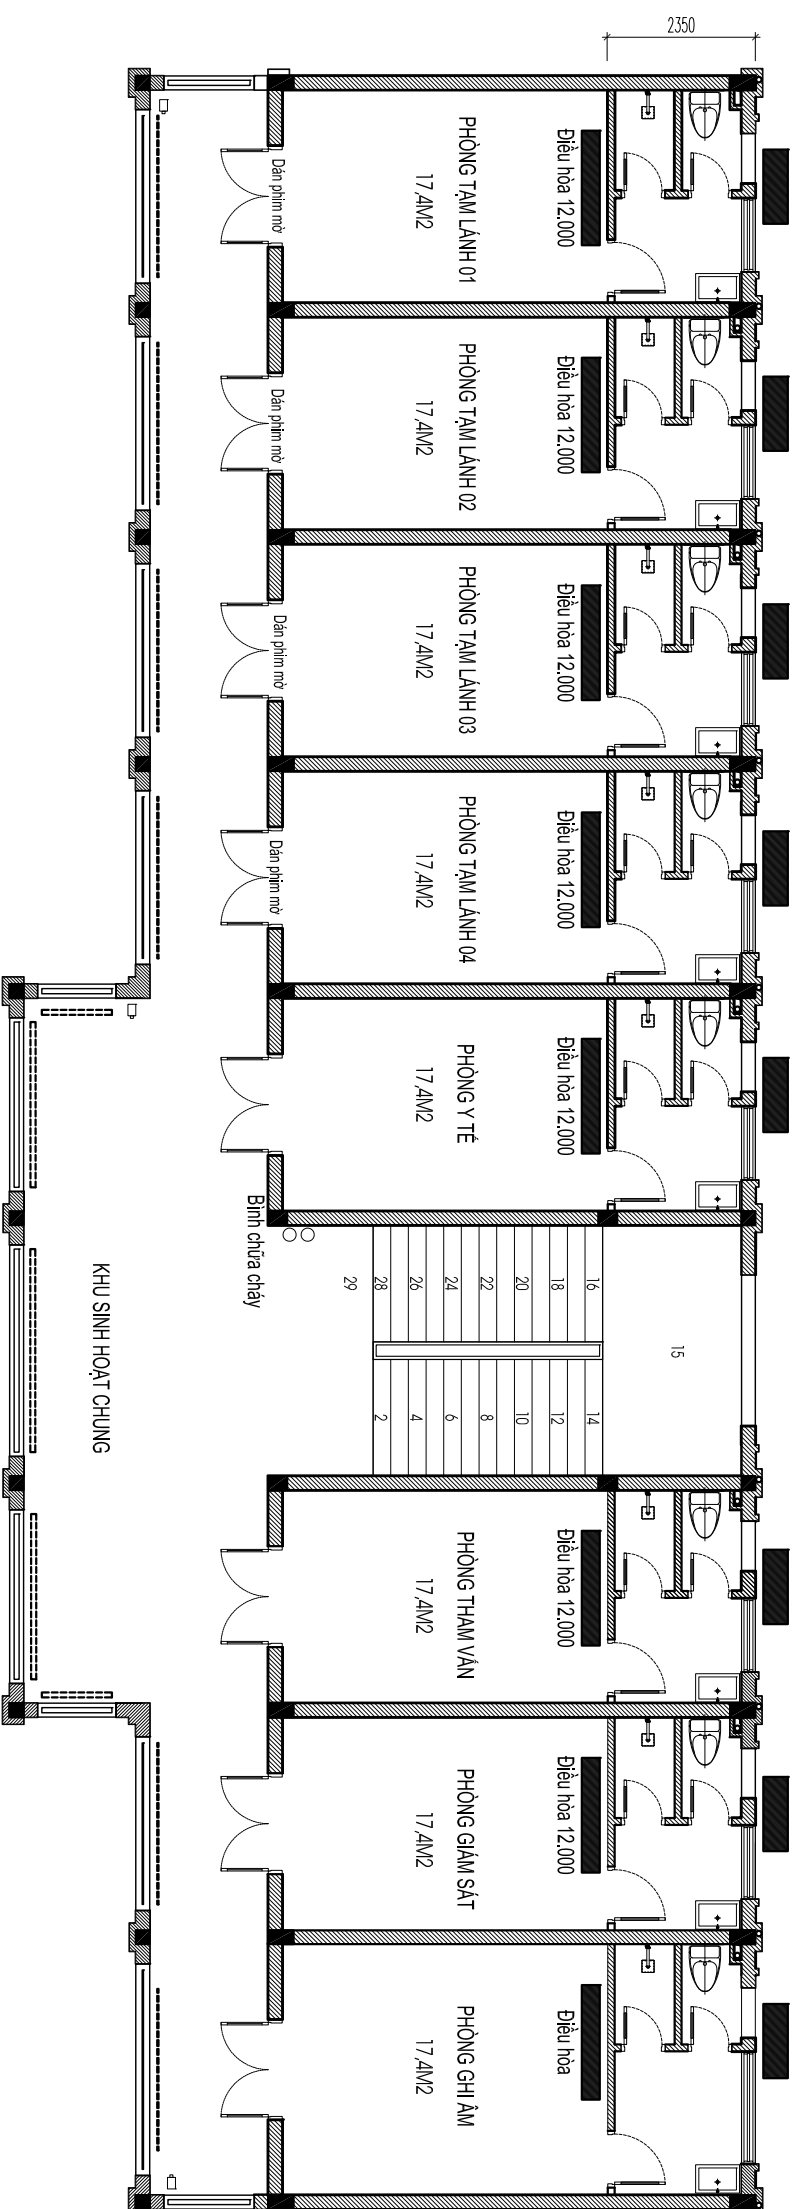 2350
PHÒNG TẠM LÁNH 01
17,4M2
Điều hòa 12.000
Dán phim mờ
PHÒNG TẠM LÁNH 02
17,4M2
Điều hòa 12.000
Dán phim mờ
PHÒNG TẠM LÁNH 03
17,4M2
Điều hòa 12.000
Dán phim mờ
PHÒNG TẠM LÁNH 04
17,4M2
Điều hòa 12.000
Dán phim mờ
PHÒNG Y TẾ
17,4M2
Điều hòa 12.000
Bình chữa cháy
KHU SINH HOẠT CHUNG
15
16
18
20
22
24
26
28
29
14
12
10
8
6
4
2
PHÒNG THAM VẤN
17,4M2
Điều hòa 12.000
PHÒNG GIÁM SÁT
17,4M2
Điều hòa 12.000
PHÒNG GHI ÂM
17,4M2
Điều hòa